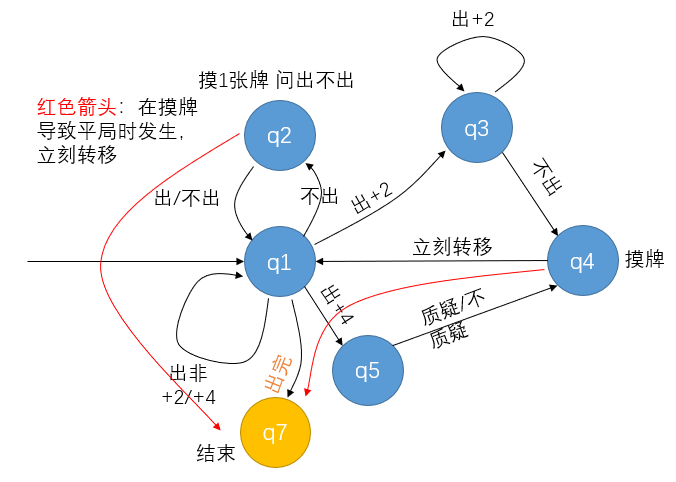 出+2
摸1张牌 问出不出
红色箭头：在摸牌
导致平局时发生，
立刻转移
q2
q3
出/不出
不出
出+2
不出
立刻转移
q1
q4
摸牌
出+4
质疑/不
质疑
q5
出非
+2/+4
出完
q7
结束